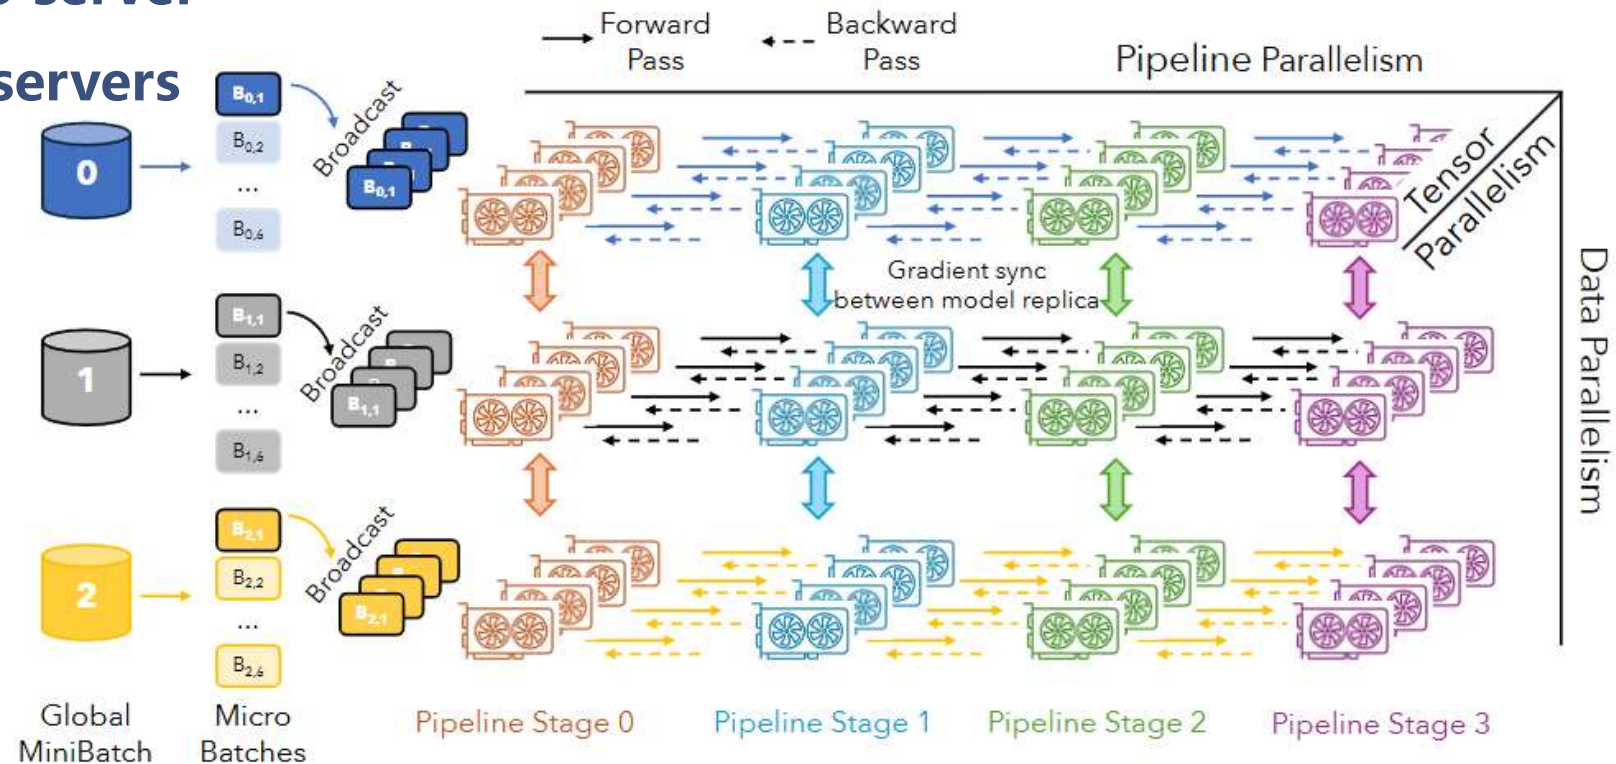 server
servers
Forward
Pass
Backward
Pass
Pipeline Parallelism
Tensor
Parallelism
Data Parallelism
0
B0,1
B0,2
...
B0,6
Broadcast
B0,1
Gradient sync
between model replica
1
B1,1
B1,2
...
B1,6
Broadcast
B1,1
2
B2,1
B2,2
...
B2,6
Broadcast
B2,1
Global
MiniBatch
Micro
Batches
Pipeline Stage 0
Pipeline Stage 1
Pipeline Stage 2
Pipeline Stage 3